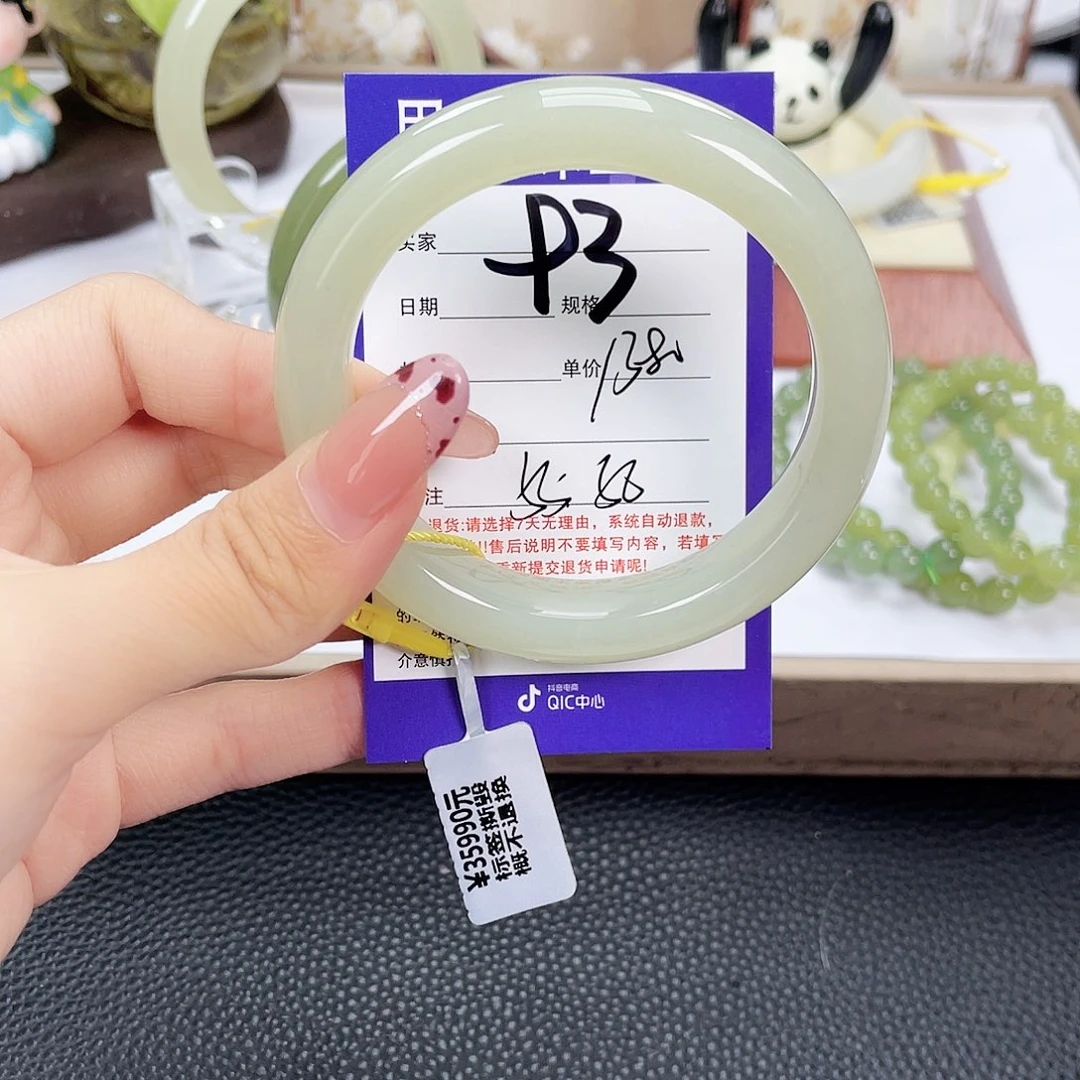 P3
买家
日期 规格
单价 1380
注
退货:请选择7天无理由，系统自动退款，
!!售后说明不要填写内容，若填写
新提交退货申请呢!
的
介意慎
抖音电商
QIC中心
¥35990元
标签撕毁
概不退换